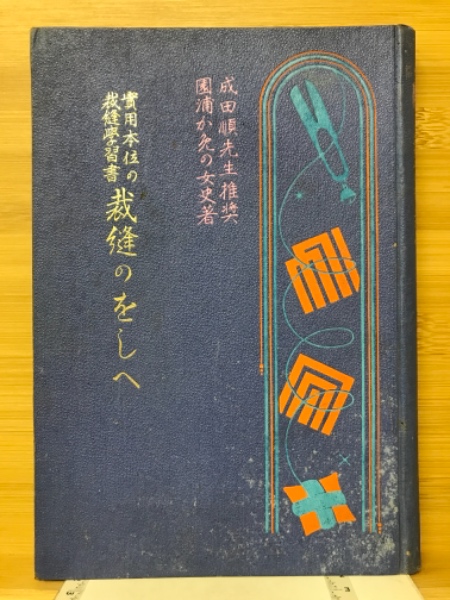 成田順先生推奬
園浦かめの女史著
實用本位の
裁縫學習書
裁縫のをしへ